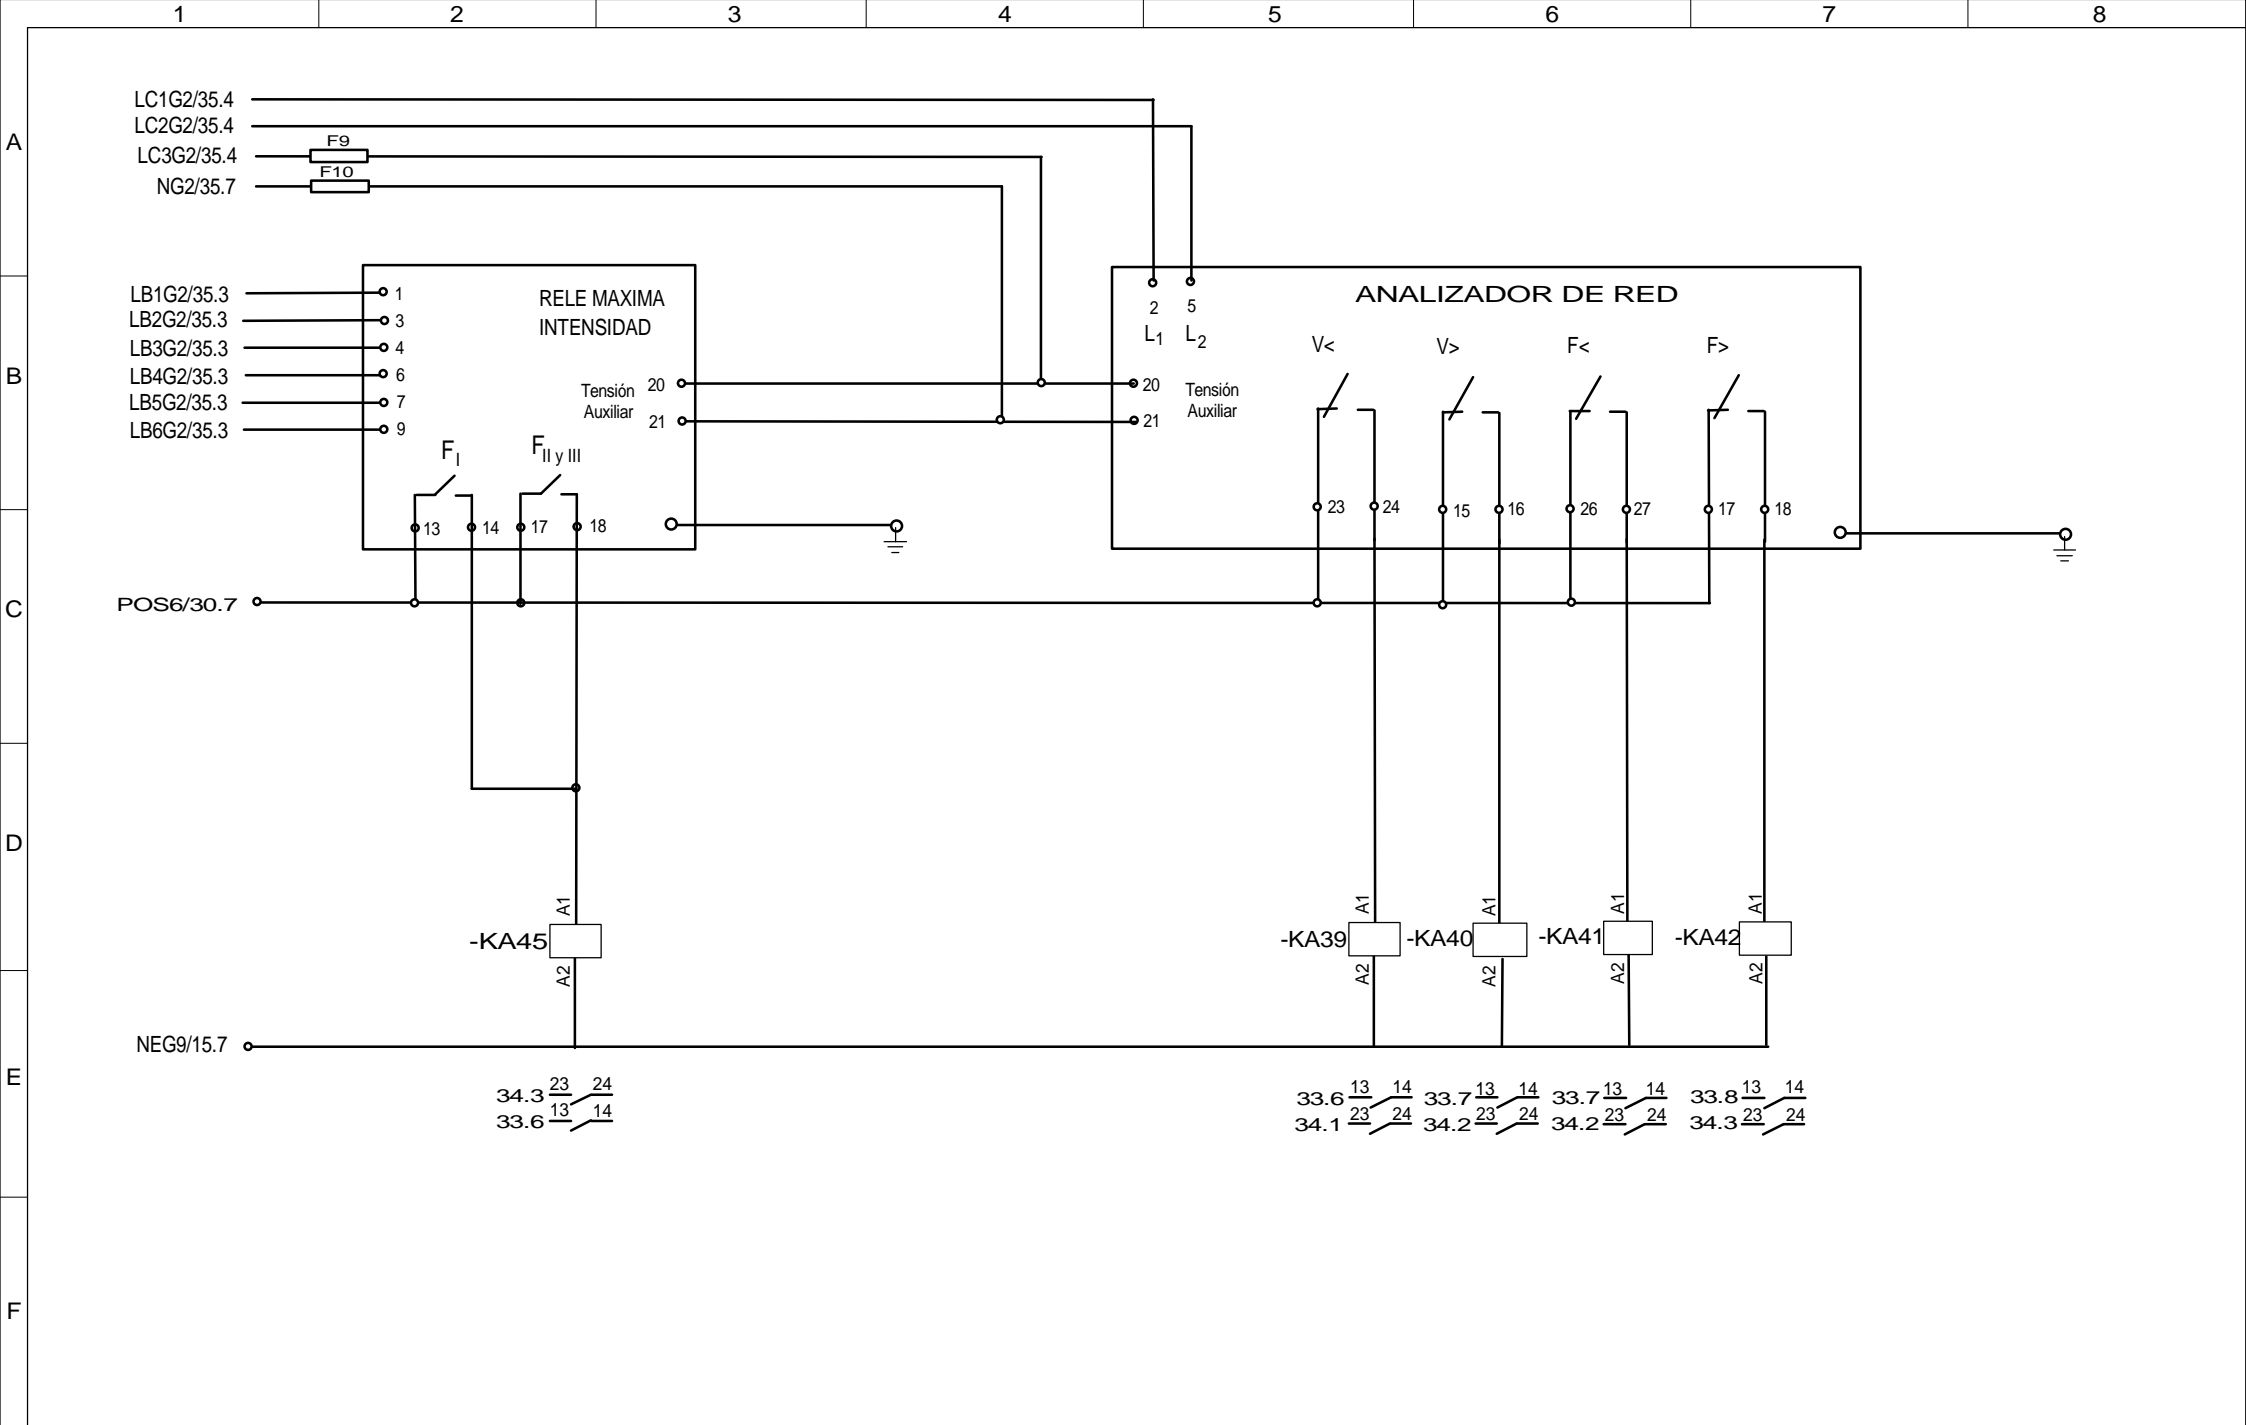 1 2 3 4 5 6 7 8
A
B
C
D
E
F
LC1G2/35.4
LC2G2/35.4
LC3G2/35.4
F9
NG2/35.7
F10
LB1G2/35.3
LB2G2/35.3
LB3G2/35.3
LB4G2/35.3
LB5G2/35.3
LB6G2/35.3
1
3
4
6
7
9
RELE MAXIMA
INTENSIDAD
Tensión
Auxiliar
20
21
FI
FII y III
13 14 17 18
ANALIZADOR DE RED
2 5
L1 L2
20
21
Tensión
Auxiliar
V< V> F< F>
23 24 15 16 26 27 17 18
POS6/30.7
A1
-KA45
A2
A1
-KA39
A2
A1
-KA40
A2
A1
-KA41
A2
A1
-KA42
A2
NEG9/15.7
34.3 23 24
33.6 13 14
33.6 13 14
34.1 23 24
33.7 13 14
34.2 23 24
33.7 13 14
34.2 23 24
33.8 13 14
34.3 23 24